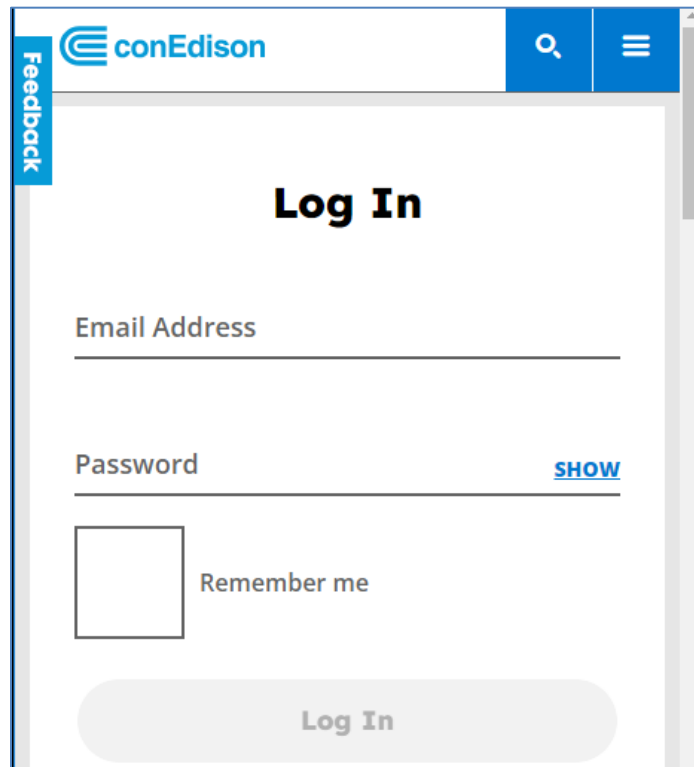 conEdison
Feedback
Log In
Email Address
Password
SHOW
Remember me
Log In